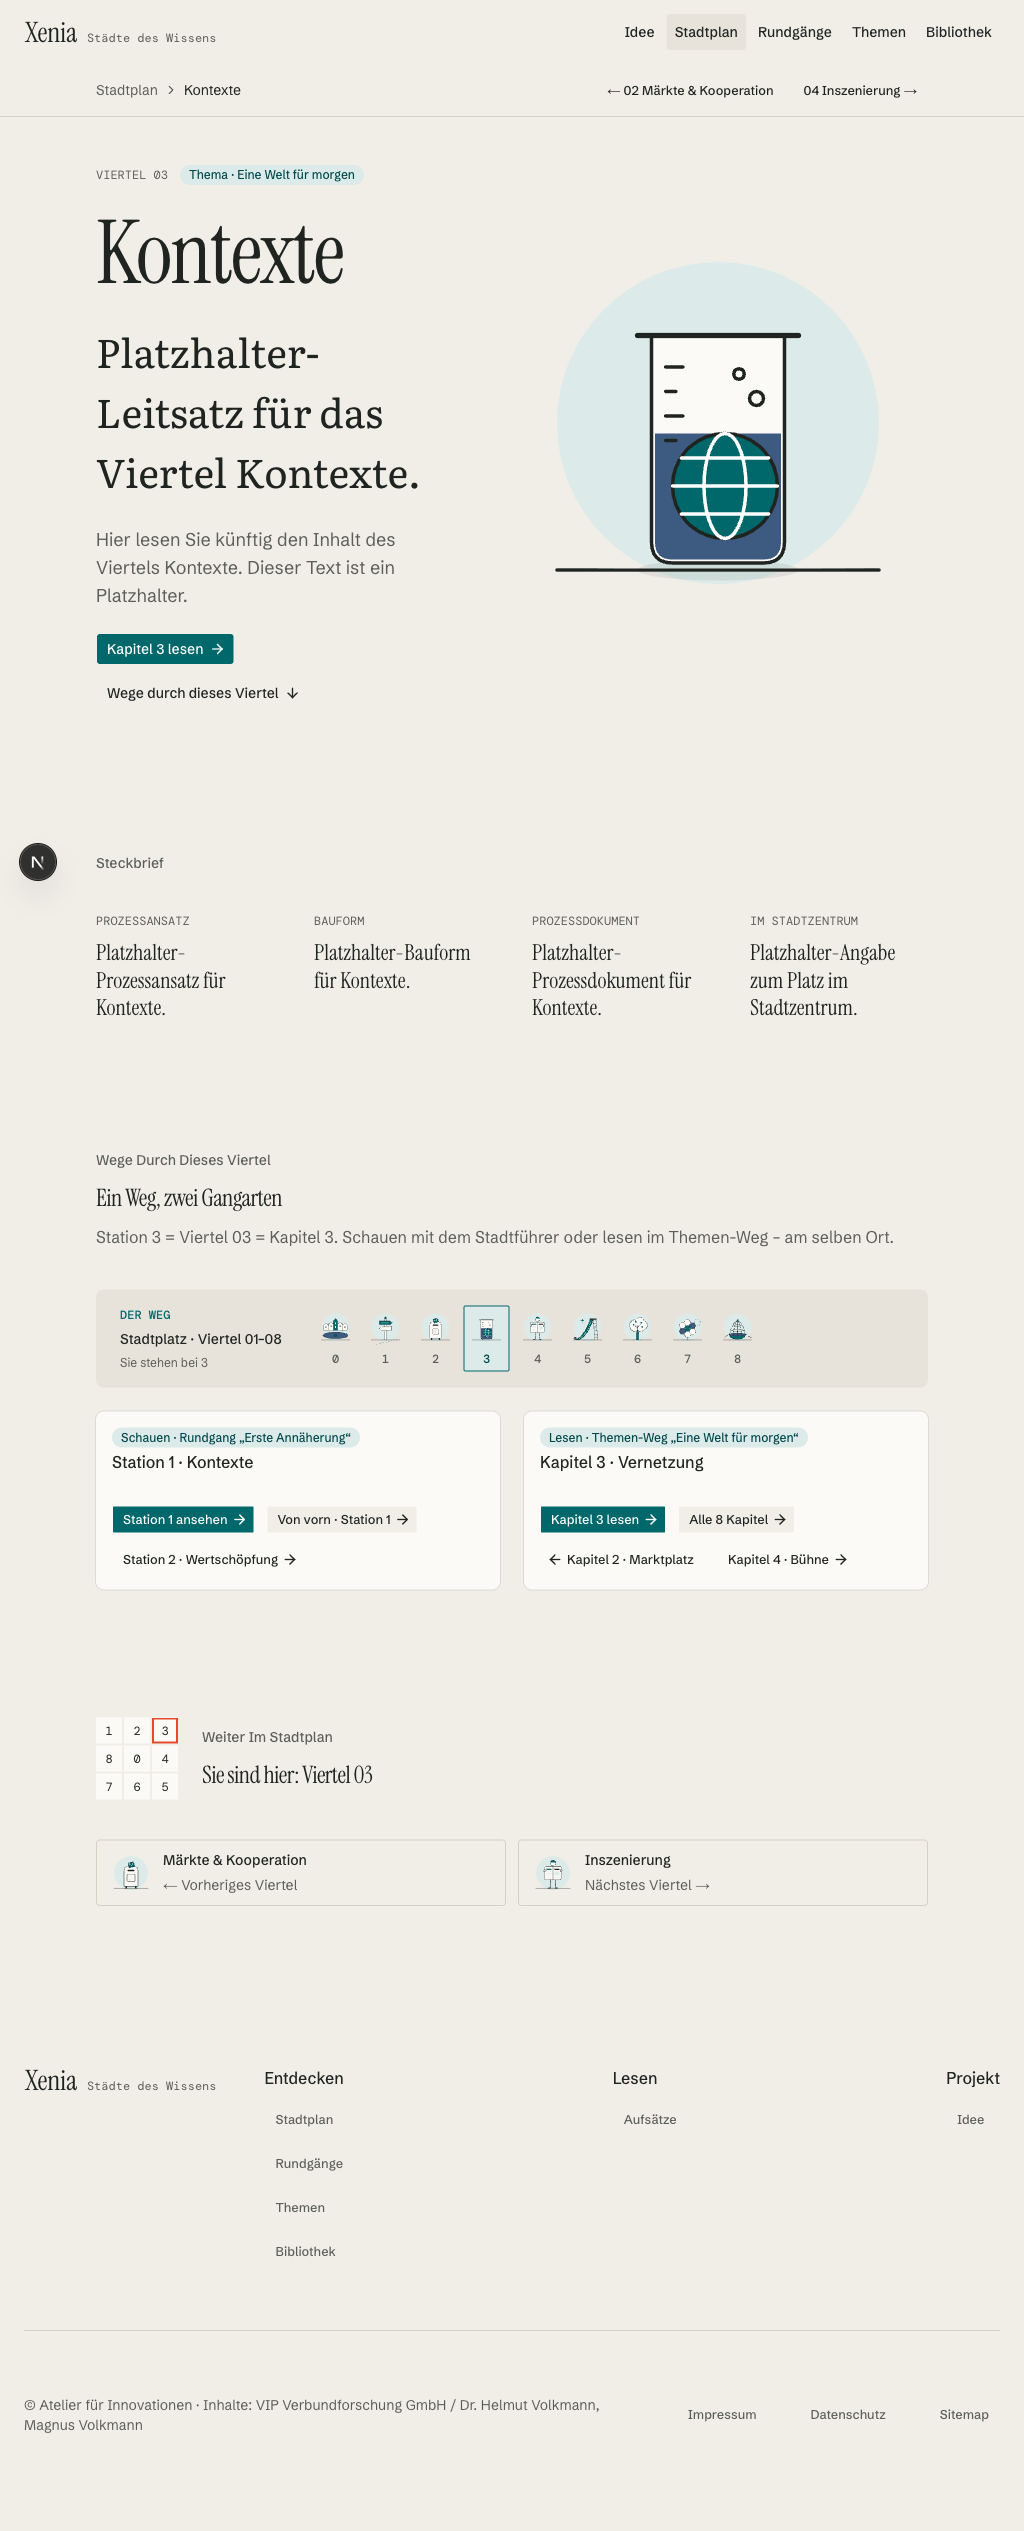 Xenia Städte des Wissens
Idee Stadtplan Rundgänge Themen Bibliothek
Stadtplan > Kontexte
← 02 Märkte & Kooperation 04 Inszenierung →
VIERTEL 03 Thema · Eine Welt für morgen
Kontexte
Platzhalter-
Leitsatz für das
Viertel Kontexte.
Hier lesen Sie künftig den Inhalt des
Viertels Kontexte. Dieser Text ist ein
Platzhalter.
Kapitel 3 lesen →
Wege durch dieses Viertel ↓
N
Steckbrief
PROZESSANSATZ
Platzhalter-
Prozessansatz für
Kontexte.
BAUFORM
Platzhalter-Bauform
für Kontexte.
PROZESSDOKUMENT
Platzhalter-
Prozessdokument für
Kontexte.
IM STADTZENTRUM
Platzhalter-Angabe
zum Platz im
Stadtzentrum.
Wege Durch Dieses Viertel
Ein Weg, zwei Gangarten
Station 3 = Viertel 03 = Kapitel 3. Schauen mit dem Stadtführer oder lesen im Themen-Weg – am selben Ort.
DER WEG
Stadtplatz · Viertel 01–08
Sie stehen bei 3
0 1 2 3 4 5 6 7 8
Schauen · Rundgang „Erste Annäherung“
Station 1 · Kontexte
Station 1 ansehen → Von vorn · Station 1 →
Station 2 · Wertschöpfung →
Lesen · Themen-Weg „Eine Welt für morgen“
Kapitel 3 · Vernetzung
Kapitel 3 lesen → Alle 8 Kapitel →
← Kapitel 2 · Marktplatz Kapitel 4 · Bühne →
1 2 3
8 0 4
7 6 5
Weiter Im Stadtplan
Sie sind hier: Viertel 03
Märkte & Kooperation
← Vorheriges Viertel
Inszenierung
Nächstes Viertel →
Xenia Städte des Wissens
Entdecken
Stadtplan
Rundgänge
Themen
Bibliothek
Lesen
Aufsätze
Projekt
Idee
© Atelier für Innovationen · Inhalte: VIP Verbundforschung GmbH / Dr. Helmut Volkmann,
Magnus Volkmann
Impressum Datenschutz Sitemap